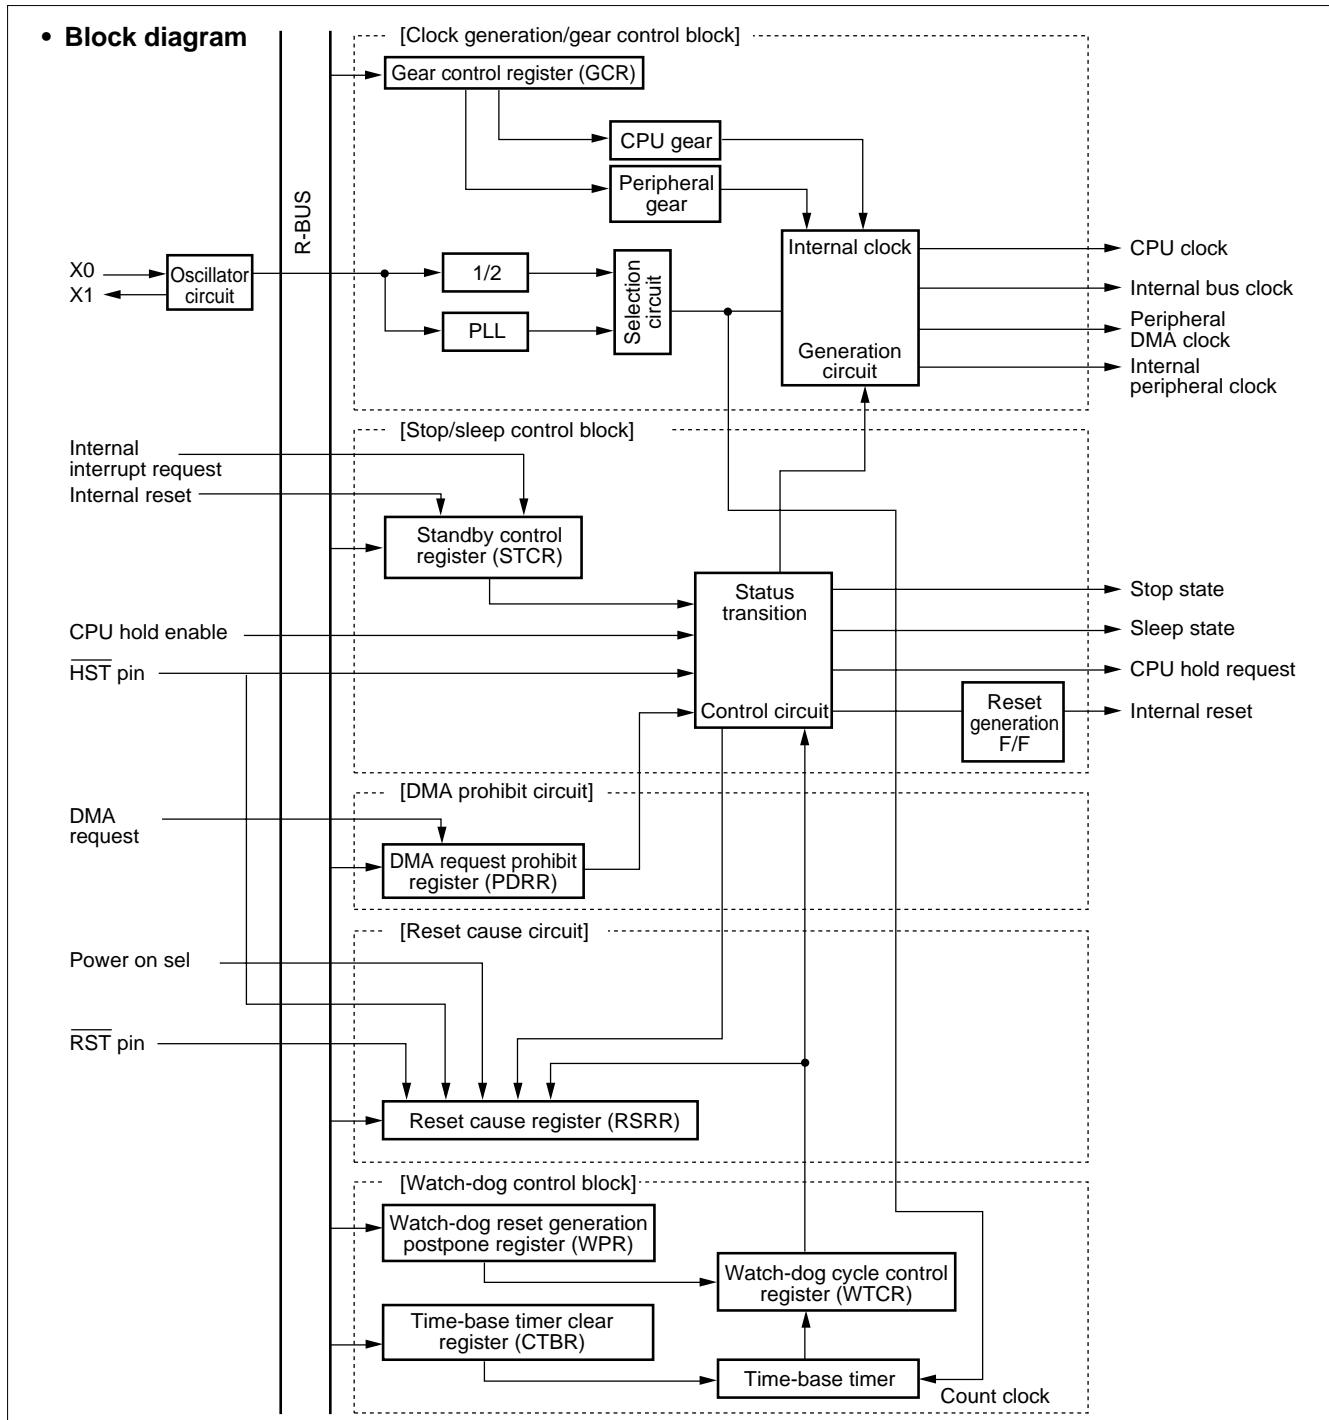 • Block diagram
[Clock generation/gear control block]
Gear control register (GCR)
CPU gear
Peripheral
gear
R-BUS
X0
X1
Oscillator
circuit
1/2
PLL
Selection
circuit
Internal clock
Generation
circuit
CPU clock
Internal bus clock
Peripheral
DMA clock
Internal
peripheral clock
[Stop/sleep control block]
Internal
interrupt request
Internal reset
Standby control
register (STCR)
CPU hold enable
HST pin
Status
transition
Control circuit
Stop state
Sleep state
CPU hold request
Reset
generation
F/F
Internal reset
[DMA prohibit circuit]
DMA
request
DMA request prohibit
register (PDRR)
[Reset cause circuit]
Power on sel
RST pin
Reset cause register (RSRR)
[Watch-dog control block]
Watch-dog reset generation
postpone register (WPR)
Watch-dog cycle control
register (WTCR)
Time-base timer clear
register (CTBR)
Time-base timer
Count clock